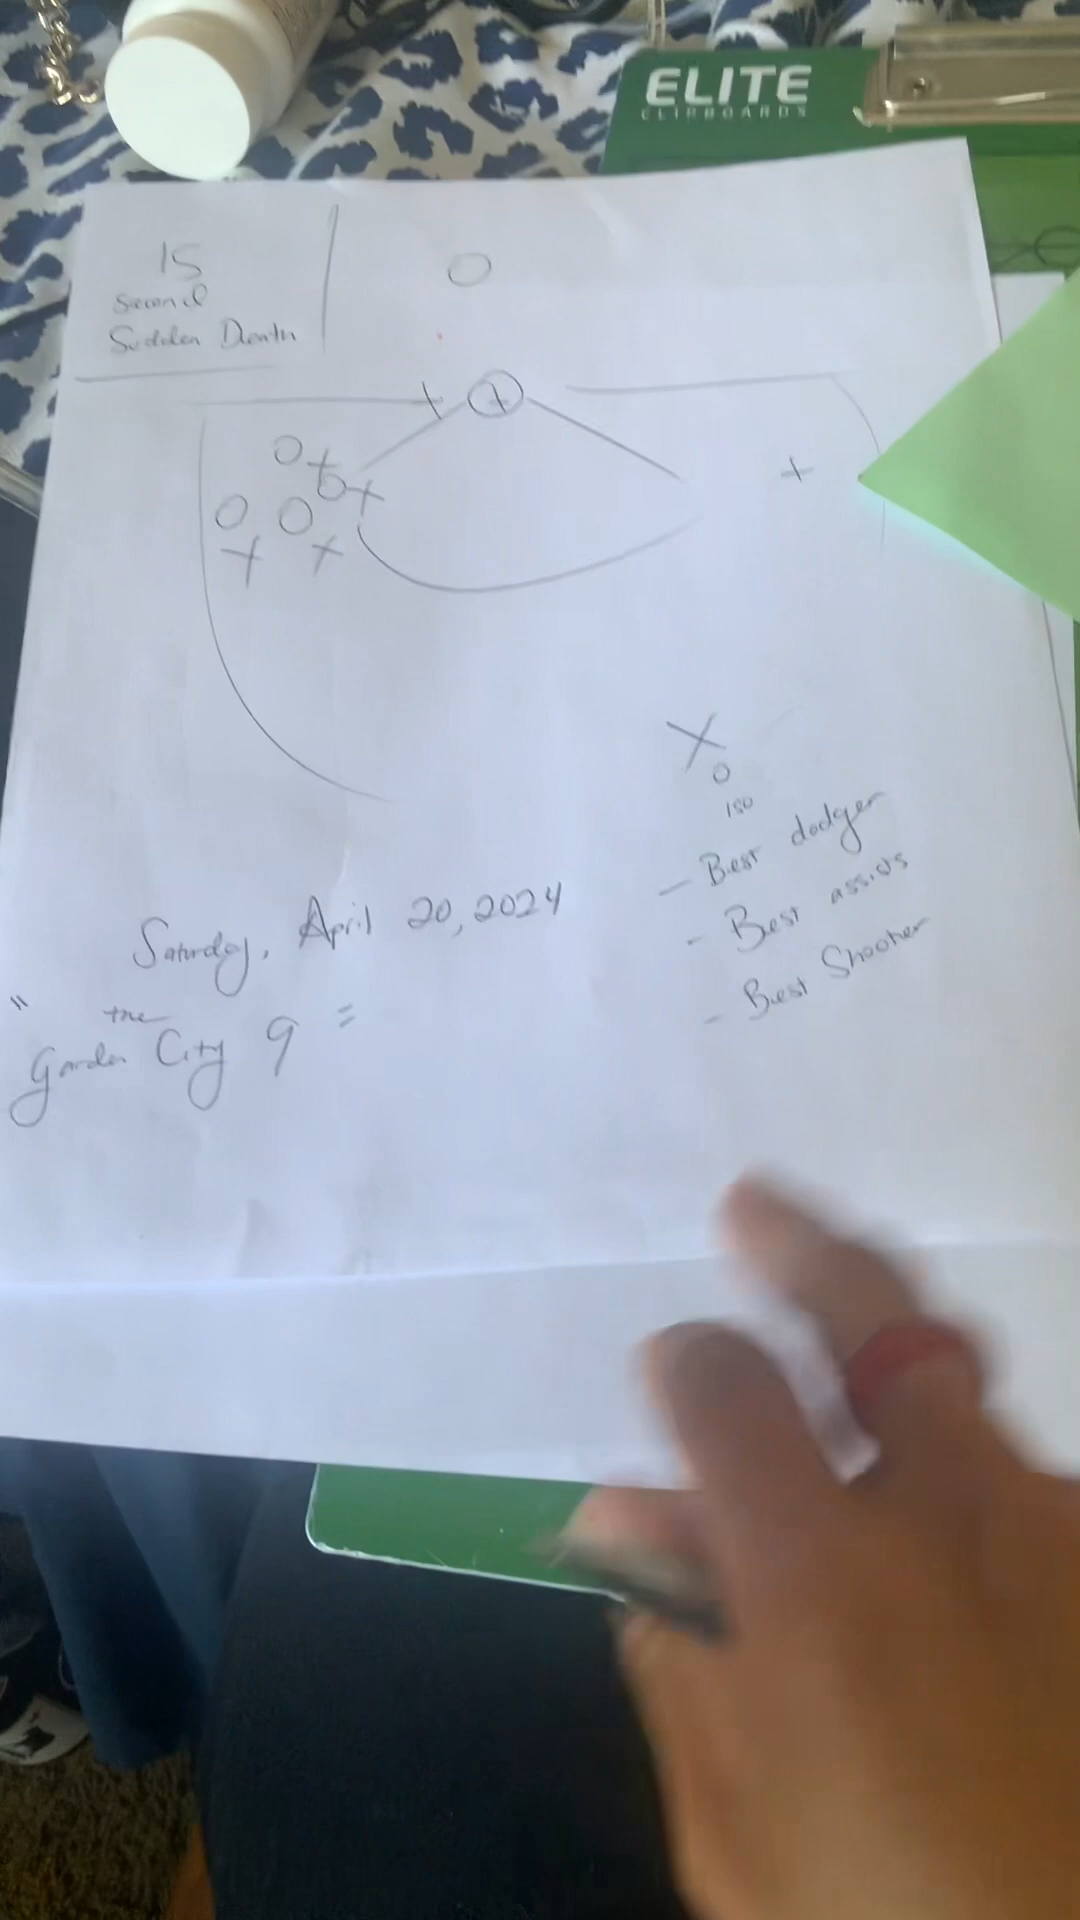 ELITE
CLIPBOARDS
15
Second
Sudden Death
ISO
- Best dodger
- Best assists
- Best Shooter
Saturday, April 20, 2024
" the
Garden City 9 =